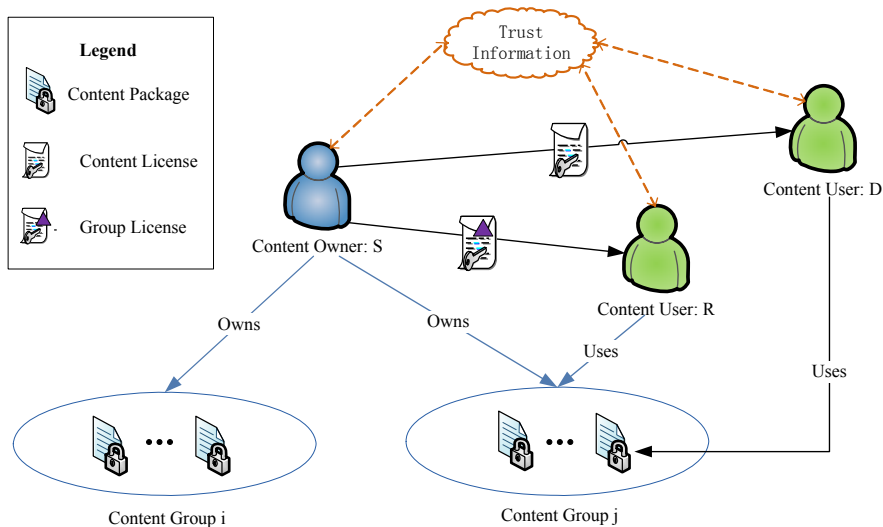 Legend
Content Package
Content License
Group License
.
Trust
Information
Content Owner: S
Content User: D
Content User: R
Owns
Owns
Uses
Uses
Content Group i
Content Group j